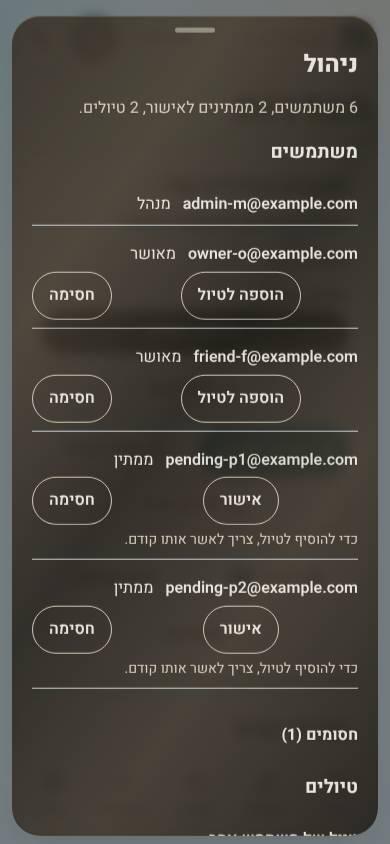 ניהול
6 משתמשים, 2 ממתינים לאישור, 2 טיולים.
משתמשים
admin-m@example.com מנהל
owner-o@example.com מאושר
הוספה לטיול חסימה
friend-f@example.com מאושר
הוספה לטיול חסימה
pending-p1@example.com ממתין
אישור חסימה
כדי להוסיף לטיול, צריך לאשר אותו קודם.
pending-p2@example.com ממתין
אישור חסימה
כדי להוסיף לטיול, צריך לאשר אותו קודם.
חסומים (1)
טיולים